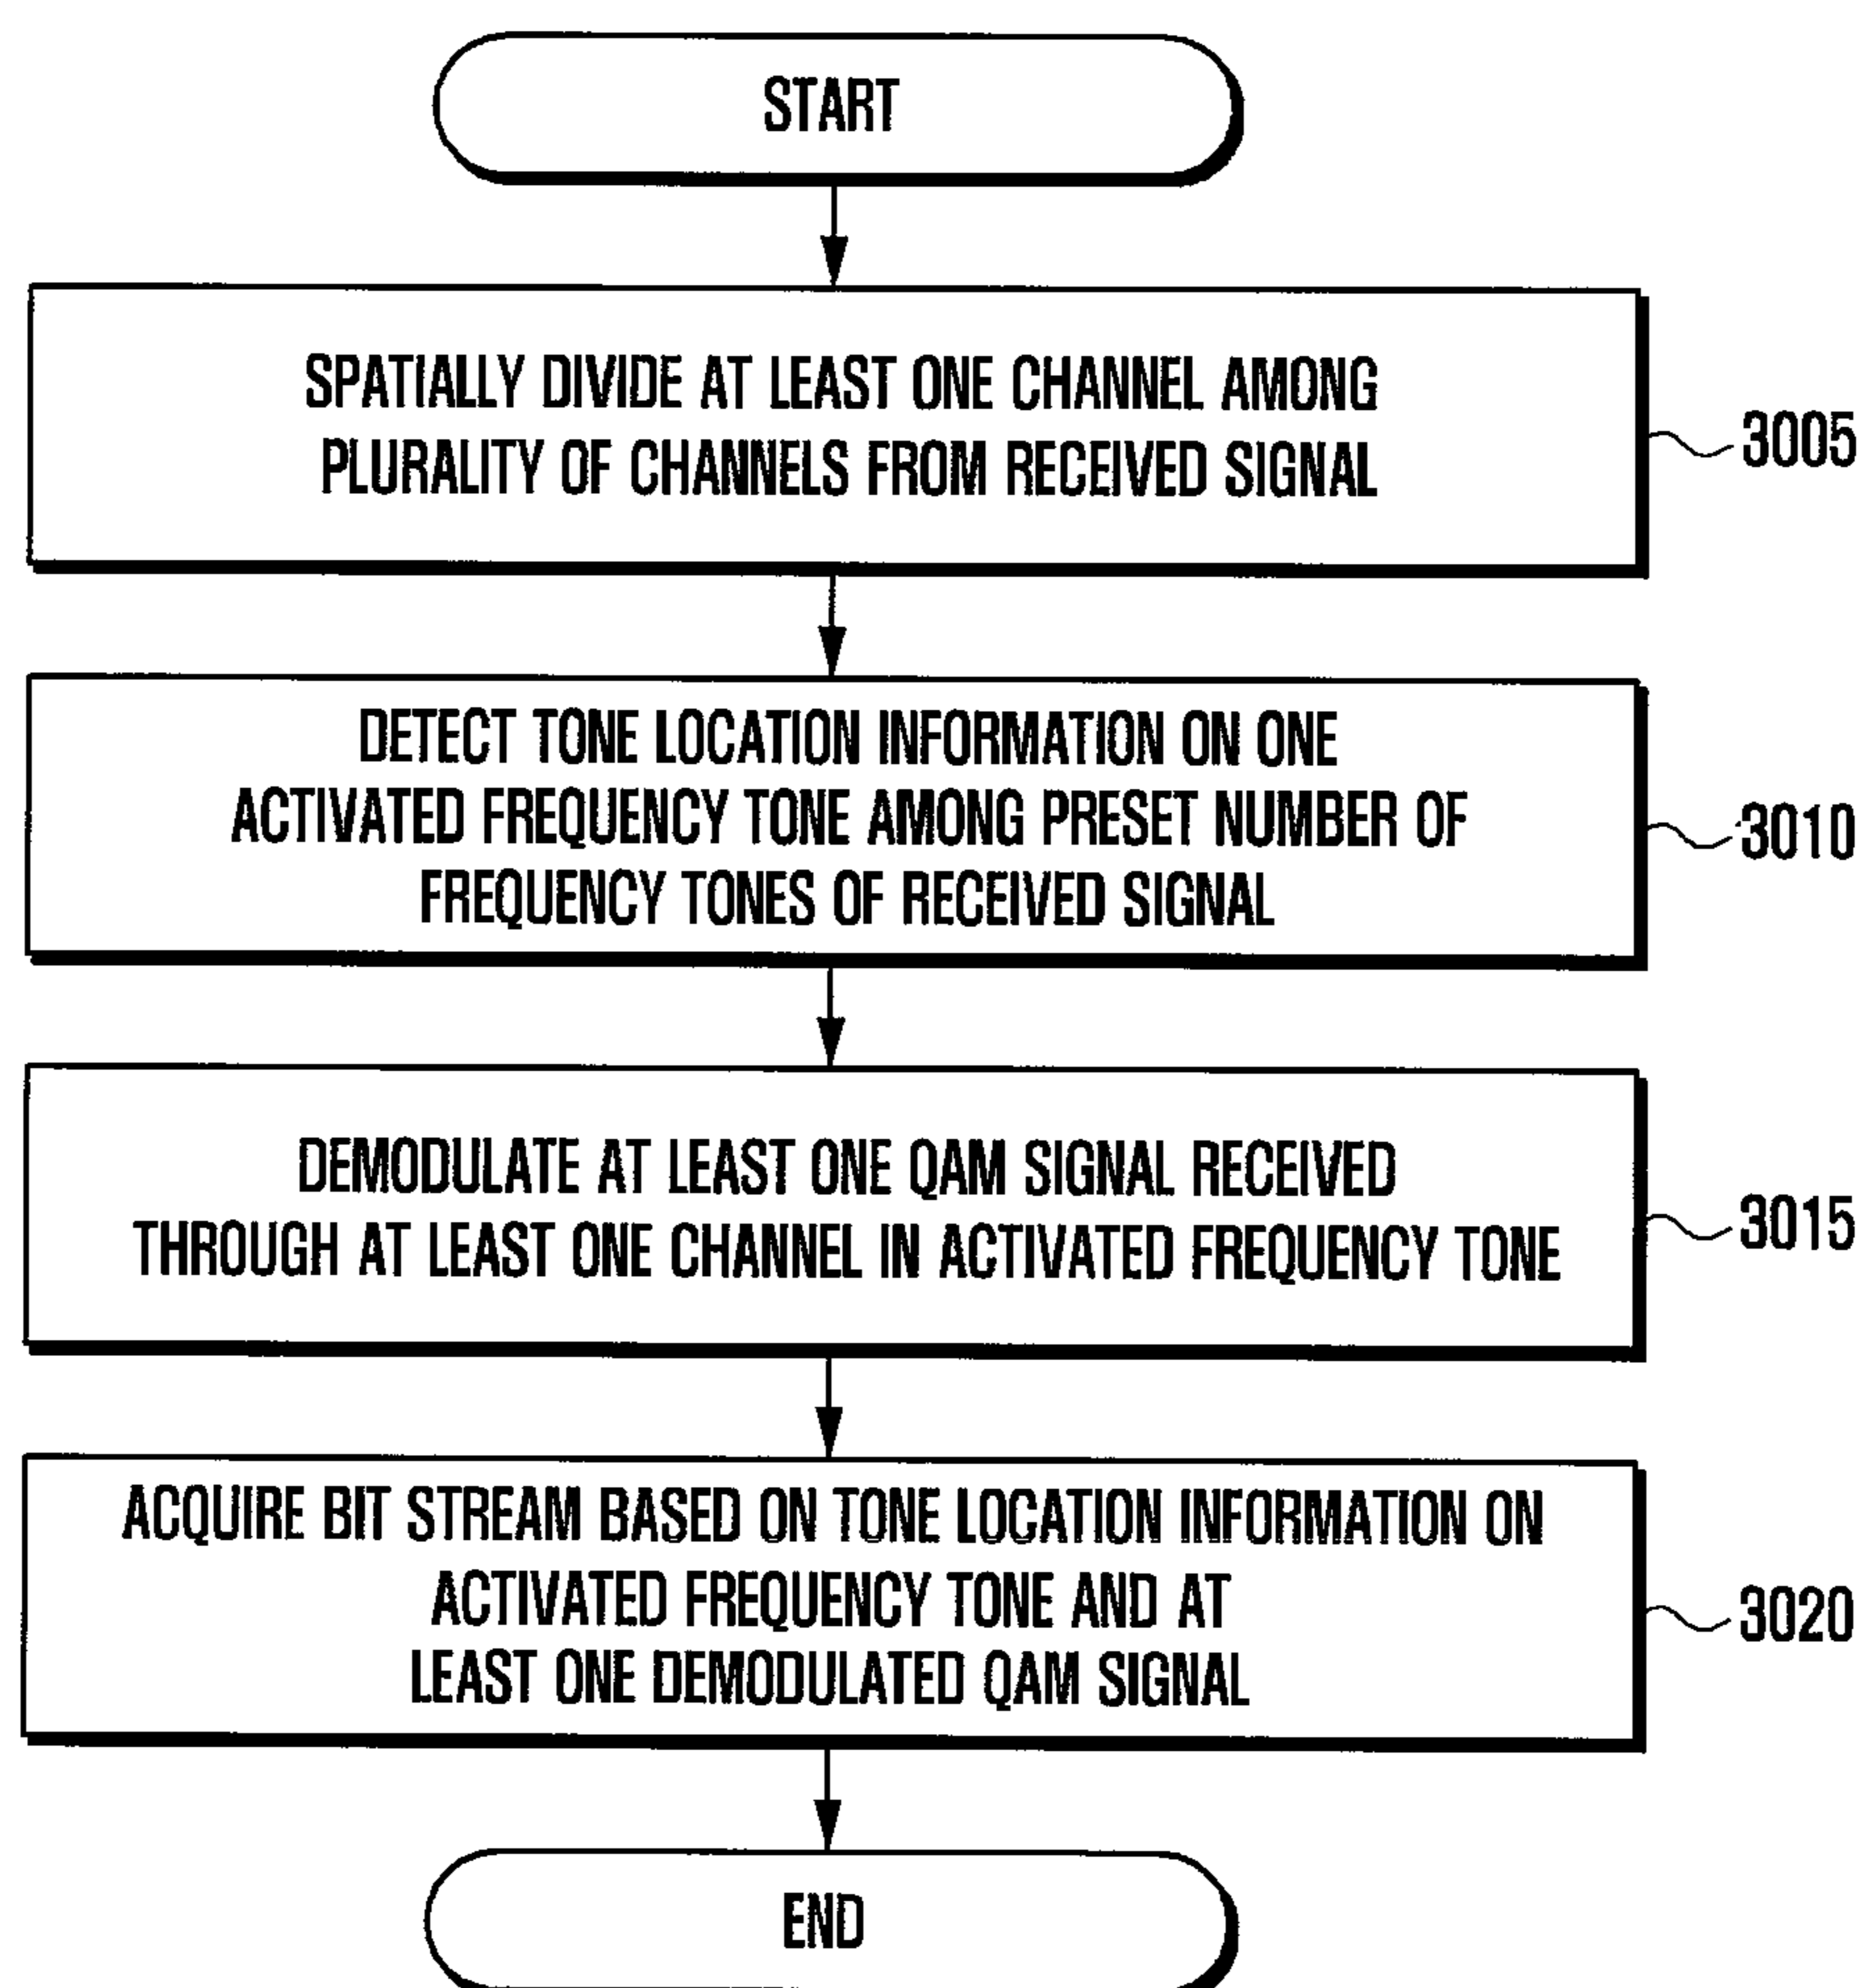 START
SPATIALLY DIVIDE AT LEAST ONE CHANNEL AMONG
PLURALITY OF CHANNELS FROM RECEIVED SIGNAL
3005
DETECT TONE LOCATION INFORMATION ON ONE
ACTIVATED FREQUENCY TONE AMONG PRESET NUMBER OF
FREQUENCY TONES OF RECEIVED SIGNAL
3010
DEMODULATE AT LEAST ONE QAM SIGNAL RECEIVED
THROUGH AT LEAST ONE CHANNEL IN ACTIVATED FREQUENCY TONE
3015
ACQUIRE BIT STREAM BASED ON TONE LOCATION INFORMATION ON
ACTIVATED FREQUENCY TONE AND AT
LEAST ONE DEMODULATED QAM SIGNAL
3020
END